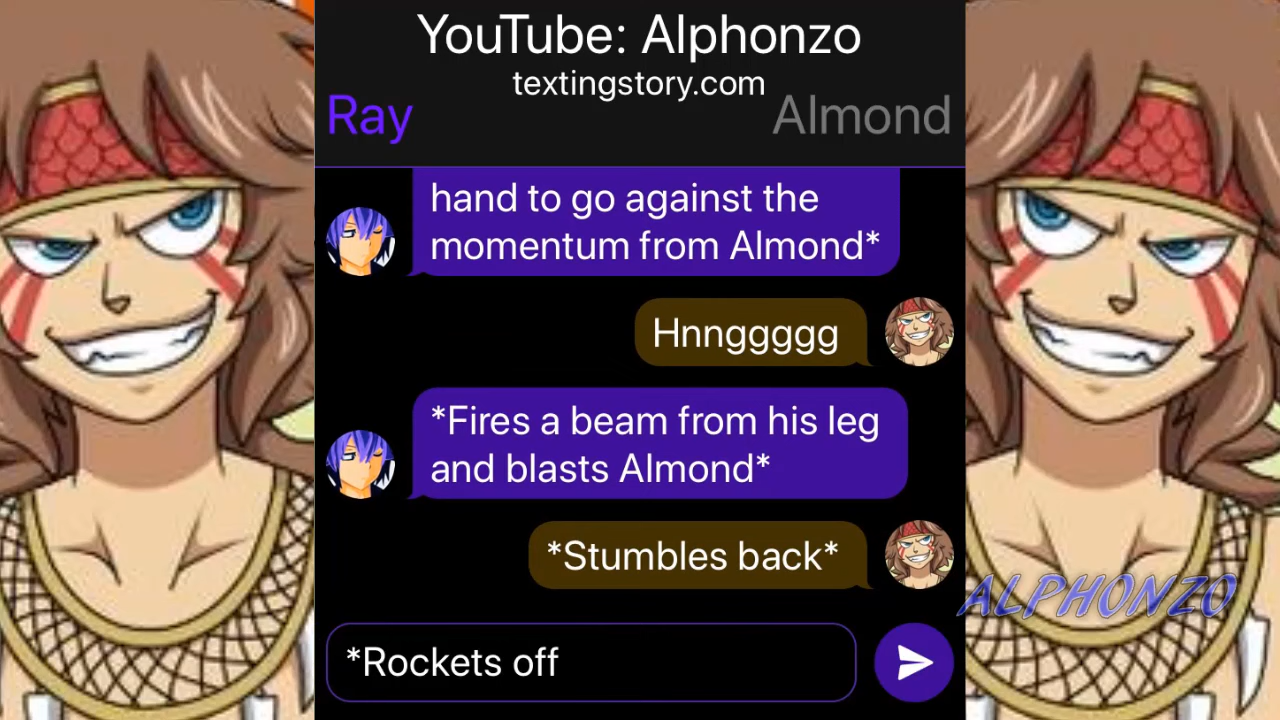 YouTube: Alphonzo
textingstory.com
Ray
Almond
hand to go against the
momentum from Almond*
Hnnggggg
*Fires a beam from his leg
and blasts Almond*
*Stumbles back*
ALPHONZO
*Rockets off